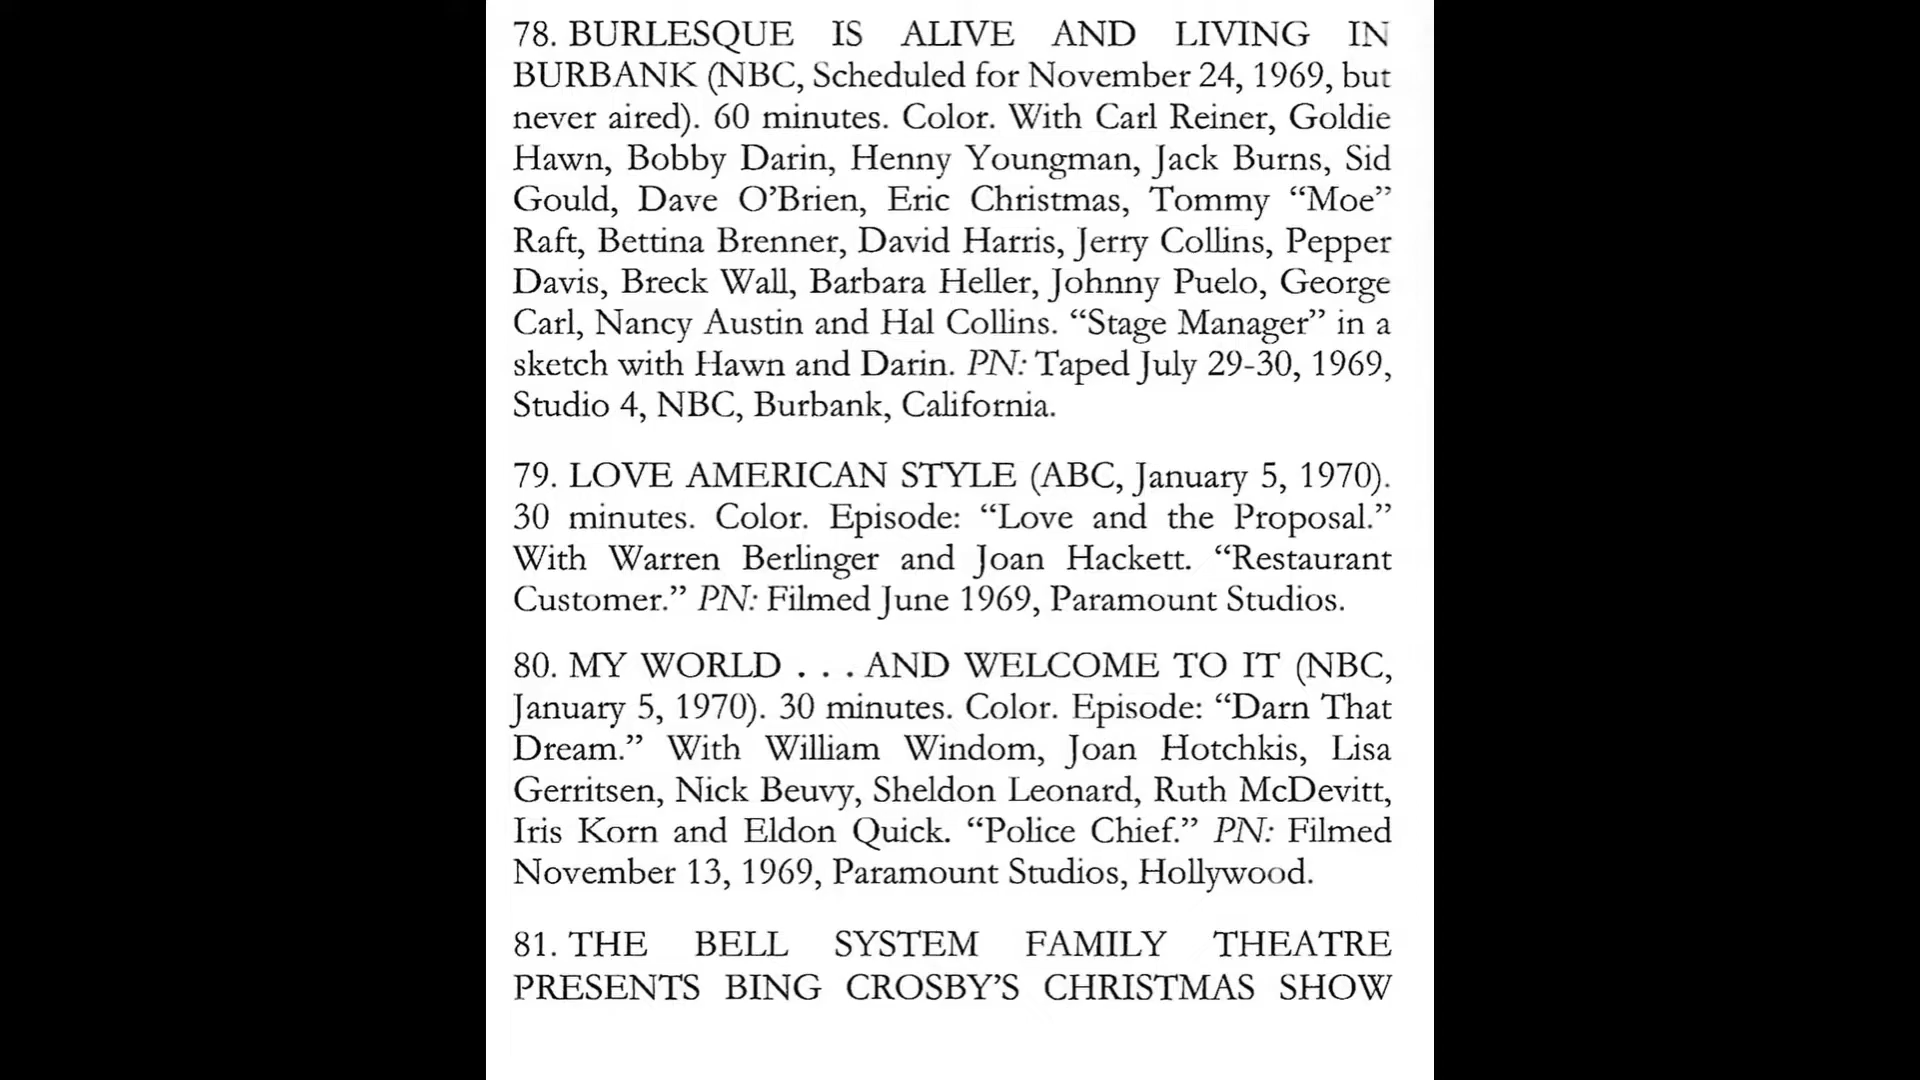 78. BURLESQUE IS ALIVE AND LIVING IN
BURBANK (NBC, Scheduled for November 24, 1969, but
never aired). 60 minutes. Color. With Carl Reiner, Goldie
Hawn, Bobby Darin, Henny Youngman, Jack Burns, Sid
Gould, Dave O’Brien, Eric Christmas, Tommy “Moe”
Raft, Bettina Brenner, David Harris, Jerry Collins, Pepper
Davis, Breck Wall, Barbara Heller, Johnny Puelo, George
Carl, Nancy Austin and Hal Collins. “Stage Manager” in a
sketch with Hawn and Darin. PN: Taped July 29-30, 1969,
Studio 4, NBC, Burbank, California.
79. LOVE AMERICAN STYLE (ABC, January 5, 1970).
30 minutes. Color. Episode: “Love and the Proposal.”
With Warren Berlinger and Joan Hackett. “Restaurant
Customer.” PN: Filmed June 1969, Paramount Studios.
80. MY WORLD . . . AND WELCOME TO IT (NBC,
January 5, 1970). 30 minutes. Color. Episode: “Darn That
Dream.” With William Windom, Joan Hotchkis, Lisa
Gerritsen, Nick Beuvy, Sheldon Leonard, Ruth McDevitt,
Iris Korn and Eldon Quick. “Police Chief.” PN: Filmed
November 13, 1969, Paramount Studios, Hollywood.
81. THE BELL SYSTEM FAMILY THEATRE
PRESENTS BING CROSBY’S CHRISTMAS SHOW